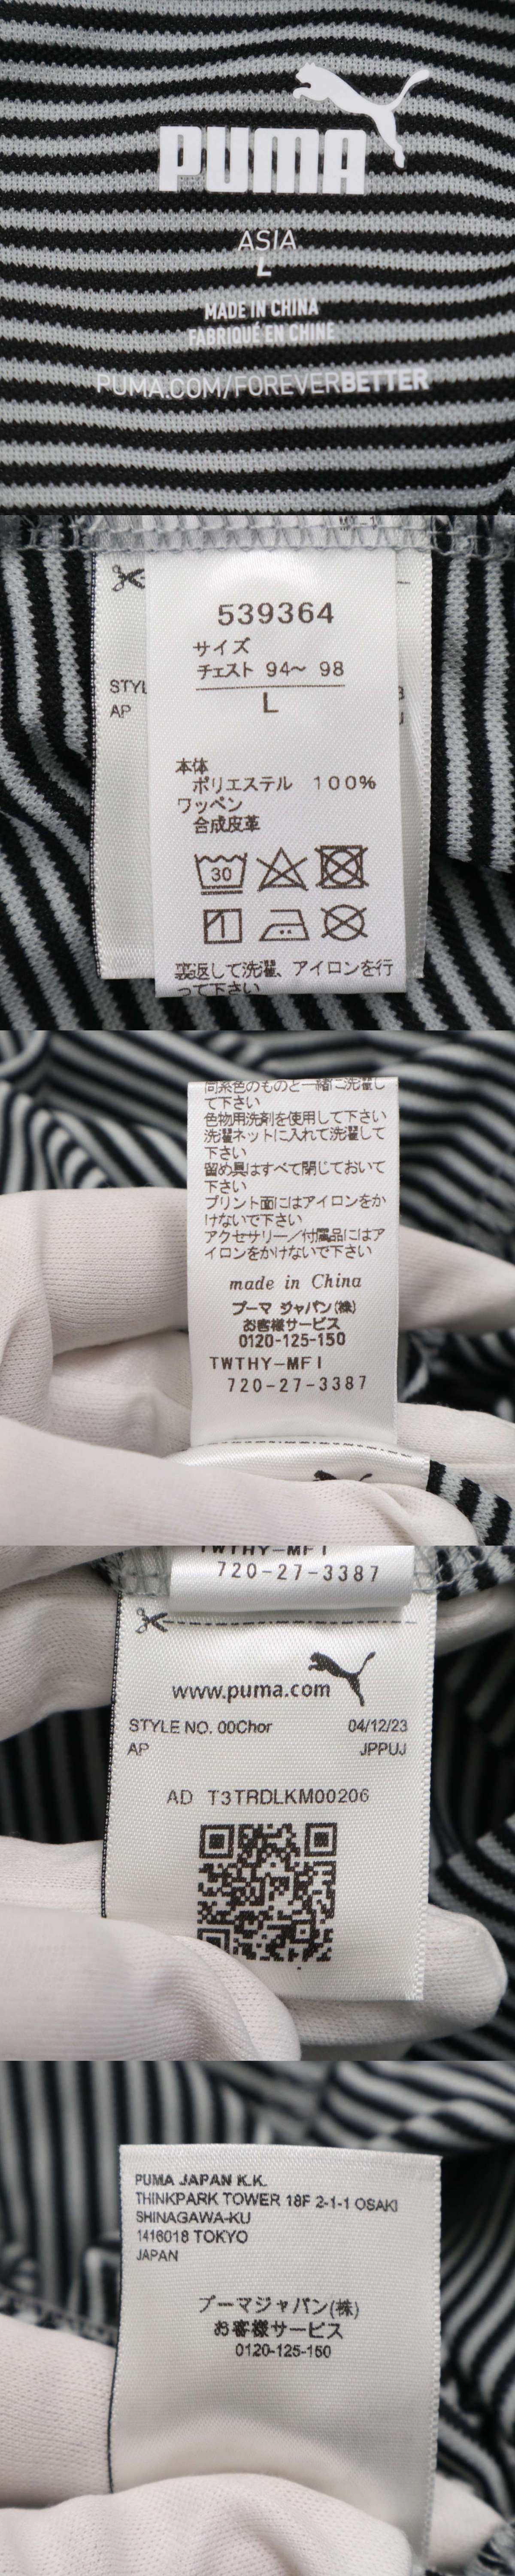 PUMA
ASIA
L
MADE IN CHINA
FABRIQUÉ EN CHINE
PUMA.COM/FOREVERBETTER
539364
サイズ
チェスト 94～ 98
L
STYL
AP
本体
ポリエステル 100%
ワッペン
合成皮革
30
裏返して洗濯、アイロンを行
って下さい
同系色のものと一緒に洗濯し
て下さい
色物用洗剤を使用して下さい
洗濯ネットに入れて洗濯して
下さい
留め具はすべて閉じておいて
下さい
プリント面にはアイロンをか
けないで下さい
アクセサリー／付属品にはア
イロンをかけないで下さい
made in China
プーマ ジャパン(株)
お客様サービス
0120-125-150
TWTHY-MFI
720-27-3387
TWTHY-MFI
720-27-3387
www.puma.com
STYLE NO. 00Chor 04/12/23
AP JPPUJ
AD T3TRDLKM00206
PUMA JAPAN K.K.
THINKPARK TOWER 18F 2-1-1 OSAKI
SHINAGAWA-KU
1416018 TOKYO
JAPAN
プーマジャパン(株)
お客様サービス
0120-125-150